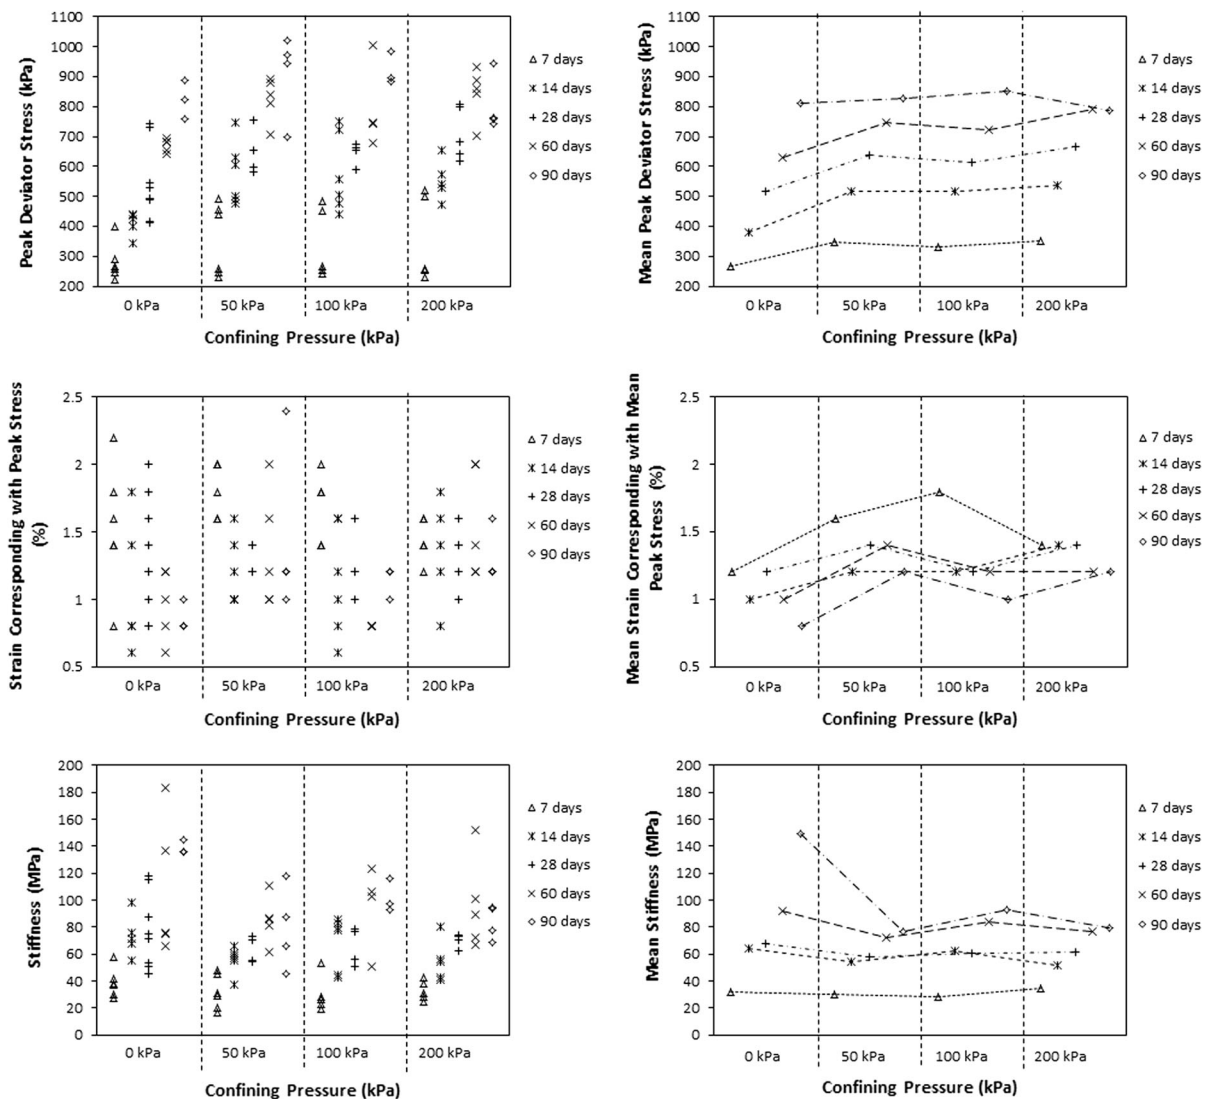 Peak Deviator Stress (kPa)
1100
1000
900
800
700
600
500
400
300
200
0 kPa
50 kPa
100 kPa
200 kPa
Confining Pressure (kPa)
7 days
14 days
28 days
60 days
90 days
Mean Peak Deviator Stress (kPa)
1100
1000
900
800
700
600
500
400
300
200
0 kPa
50 kPa
100 kPa
200 kPa
Confining Pressure (kPa)
7 days
14 days
28 days
60 days
90 days
Strain Corresponding with Peak Stress
(%)
2.5
2
1.5
1
0.5
0 kPa
50 kPa
100 kPa
200 kPa
Confining Pressure (kPa)
7 days
14 days
28 days
60 days
90 days
Mean Strain Corresponding with Mean
Peak Stress (%)
2.5
2
1.5
1
0.5
0 kPa
50 kPa
100 kPa
200 kPa
Confining Pressure (kPa)
7 days
14 days
28 days
60 days
90 days
Stiffness (MPa)
200
180
160
140
120
100
80
60
40
20
0
0 kPa
50 kPa
100 kPa
200 kPa
Confining Pressure (kPa)
7 days
14 days
28 days
60 days
90 days
Mean Stiffness (MPa)
200
180
160
140
120
100
80
60
40
20
0
0 kPa
50 kPa
100 kPa
200 kPa
Confining Pressure (kPa)
7 days
14 days
28 days
60 days
90 days